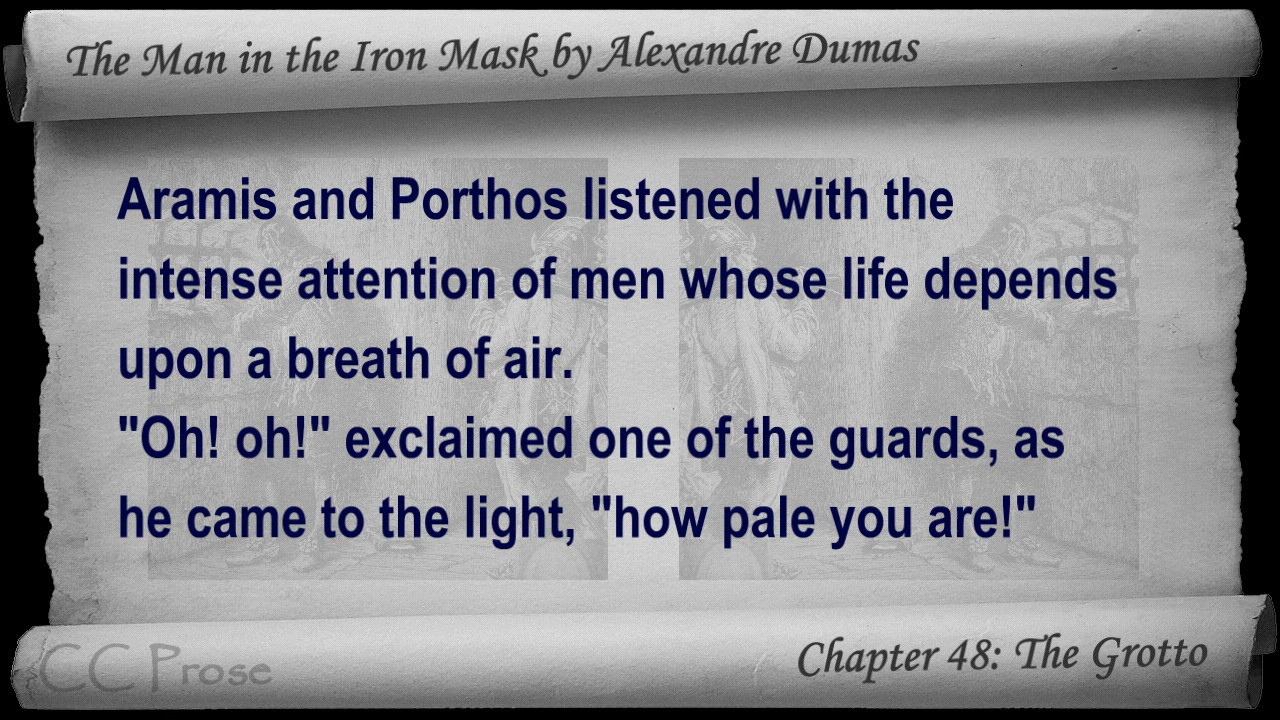 The Man in the Iron Mask by Alexandre Dumas
Aramis and Porthos listened with the
intense attention of men whose life depends
upon a breath of air.
"Oh! oh!" exclaimed one of the guards, as
he came to the light, "how pale you are!"
CC Prose
Chapter 48: The Grotto